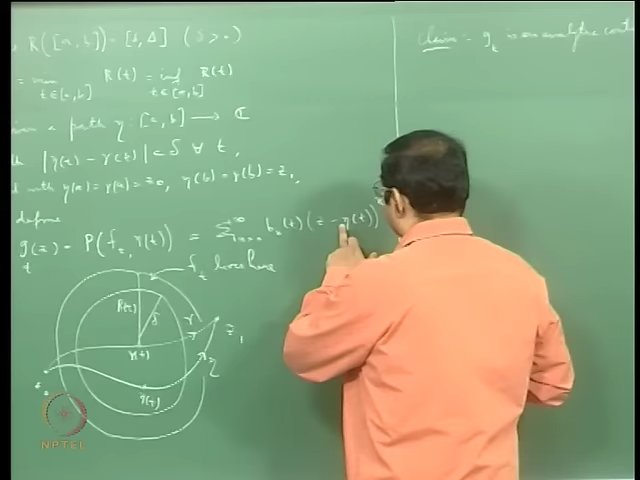 R([a, b]) = [δ, Δ] (δ > 0)
= min R(t) = inf R(t)
t∈[a,b] t∈[a,b]
a path η: [a, b] → ℂ
|η(t) − γ(t)| < δ ∀ t,
with η(a) = γ(a) = z₀, η(b) = γ(b) = z₁,
define
g_t(z) = P(f_t, η(t)) = Σ_{n=0}^{∞} b_n(t)(z − η(t))ⁿ
f_t lives here
R(t)
δ
γ
z₁
γ(t)
η
z₀
η(t)
NPTEL
Claim: g_t is an analytic cont